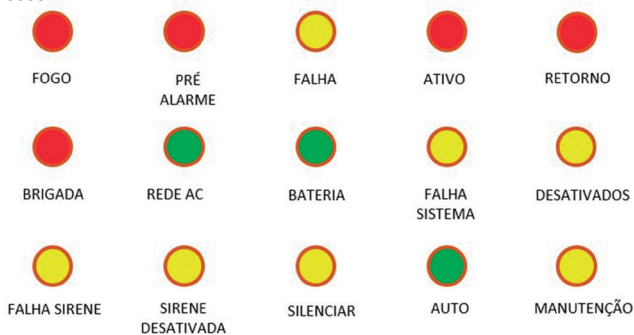 FOGO
PRÉ
ALARME
FALHA
ATIVO
RETORNO
BRIGADA
REDE AC
BATERIA
FALHA
SISTEMA
DESATIVADOS
FALHA SIRENE
SIRENE
DESATIVADA
SILENCIAR
AUTO
MANUTENÇÃO